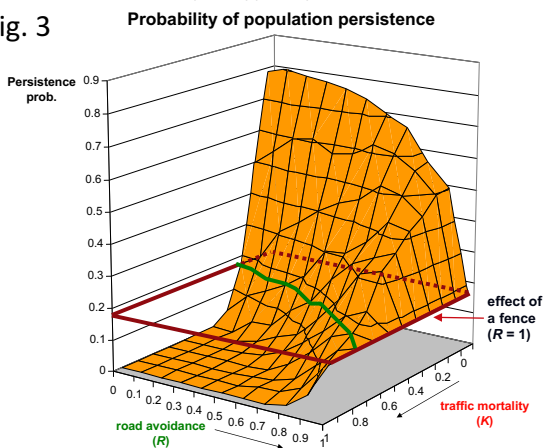 ig. 3
Probability of population persistence
Persistence
prob.
0.9
0.8
0.7
0.6
0.5
0.4
0.3
0.2
0.1
0
0 0.1 0.2 0.3 0.4 0.5 0.6 0.7 0.8 0.9 1
1 0.8 0.6 0.4 0.2 0
effect of
a fence
(R = 1)
traffic mortality
(K)
road avoidance
(R)